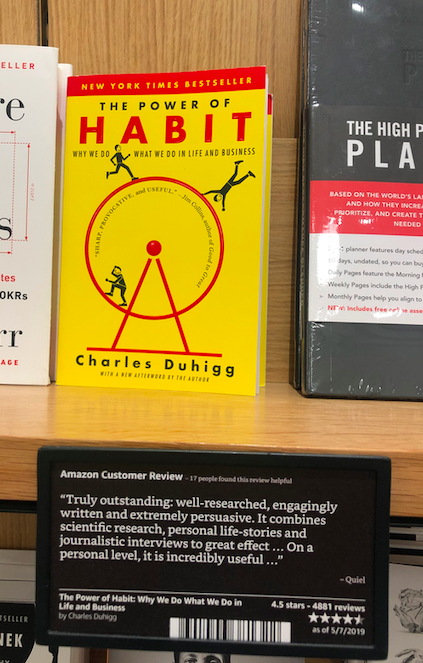 ELLER
re
s
tes
OKRs
rr
AGE
NEW YORK TIMES BESTSELLER
THE POWER OF
HABIT
WHY WE DO WHAT WE DO IN LIFE AND BUSINESS
"SHARP, PROVOCATIVE, and USEFUL." —Jim Collins, author of Good to Great
Charles Duhigg
WITH A NEW AFTERWORD BY THE AUTHOR
THE HIGH P
PLA
BASED ON THE WORLD'S LA
AND HOW THEY INCREA
PRIORITIZE, AND CREATE T
NEEDED
planner features day sched
days, undated, so you can buy
Daily Pages feature the Morning
Weekly Pages include the High P
Monthly Pages help you align to
NEW: Includes free online asse
Amazon Customer Review – 17 people found this review helpful
"Truly outstanding: well-researched, engagingly
written and extremely persuasive. It combines
scientific research, personal life-stories and
journalistic interviews to great effect ... On a
personal level, it is incredibly useful ..."
– Quiel
The Power of Habit: Why We Do What We Do in
Life and Business
by Charles Duhigg
4.5 stars - 4881 reviews
as of 5/7/2019
TSELLER
NEK